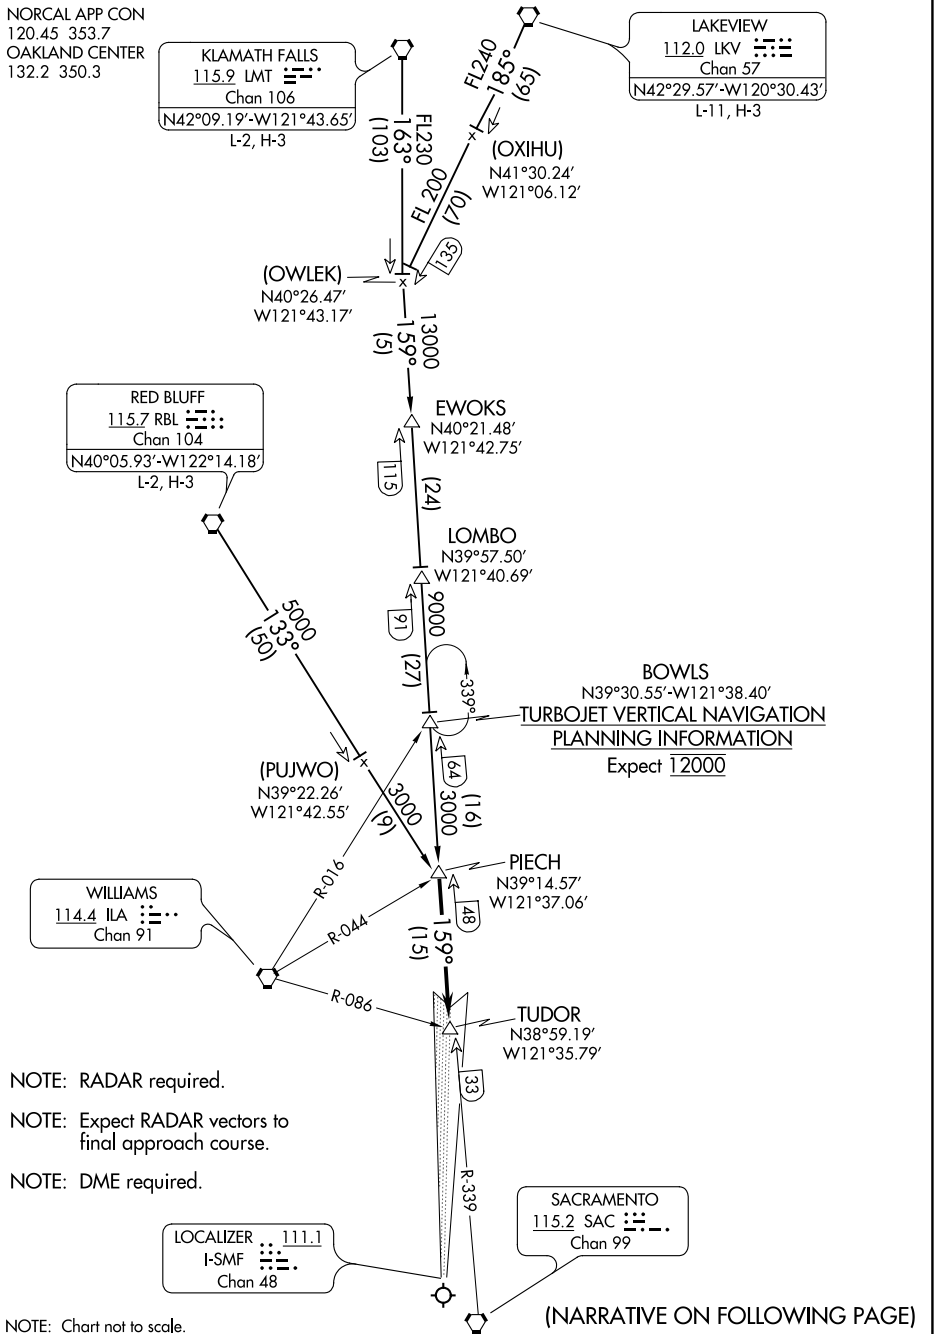 NORCAL APP CON
120.45 353.7
OAKLAND CENTER
132.2 350.3
KLAMATH FALLS
115.9 LMT
Chan 106
N42°09.19'-W121°43.65'
L-2, H-3
LAKEVIEW
112.0 LKV
Chan 57
N42°29.57'-W120°30.43'
L-11, H-3
FL240
185°
(65)
FL230
163°
(103)
(OXIHU)
N41°30.24'
W121°06.12'
FL 200
(70)
135
(OWLEK)
N40°26.47'
W121°43.17'
13000
159°
(5)
RED BLUFF
115.7 RBL
Chan 104
N40°05.93'-W122°14.18'
L-2, H-3
EWOKS
N40°21.48'
W121°42.75'
115
(24)
LOMBO
N39°57.50'
W121°40.69'
91
9000
(27)
5000
133°
(50)
339°
BOWLS
N39°30.55'-W121°38.40'
TURBOJET VERTICAL NAVIGATION
PLANNING INFORMATION
Expect 12000
(PUJWO)
N39°22.26'
W121°42.55'
3000
(9)
64
3000
(16)
PIECH
N39°14.57'
W121°37.06'
48
WILLIAMS
114.4 ILA
Chan 91
R-016
R-044
R-086
159°
(15)
TUDOR
N38°59.19'
W121°35.79'
33
R-339
NOTE: RADAR required.
NOTE: Expect RADAR vectors to
final approach course.
NOTE: DME required.
LOCALIZER 111.1
I-SMF
Chan 48
SACRAMENTO
115.2 SAC
Chan 99
NOTE: Chart not to scale.
(NARRATIVE ON FOLLOWING PAGE)